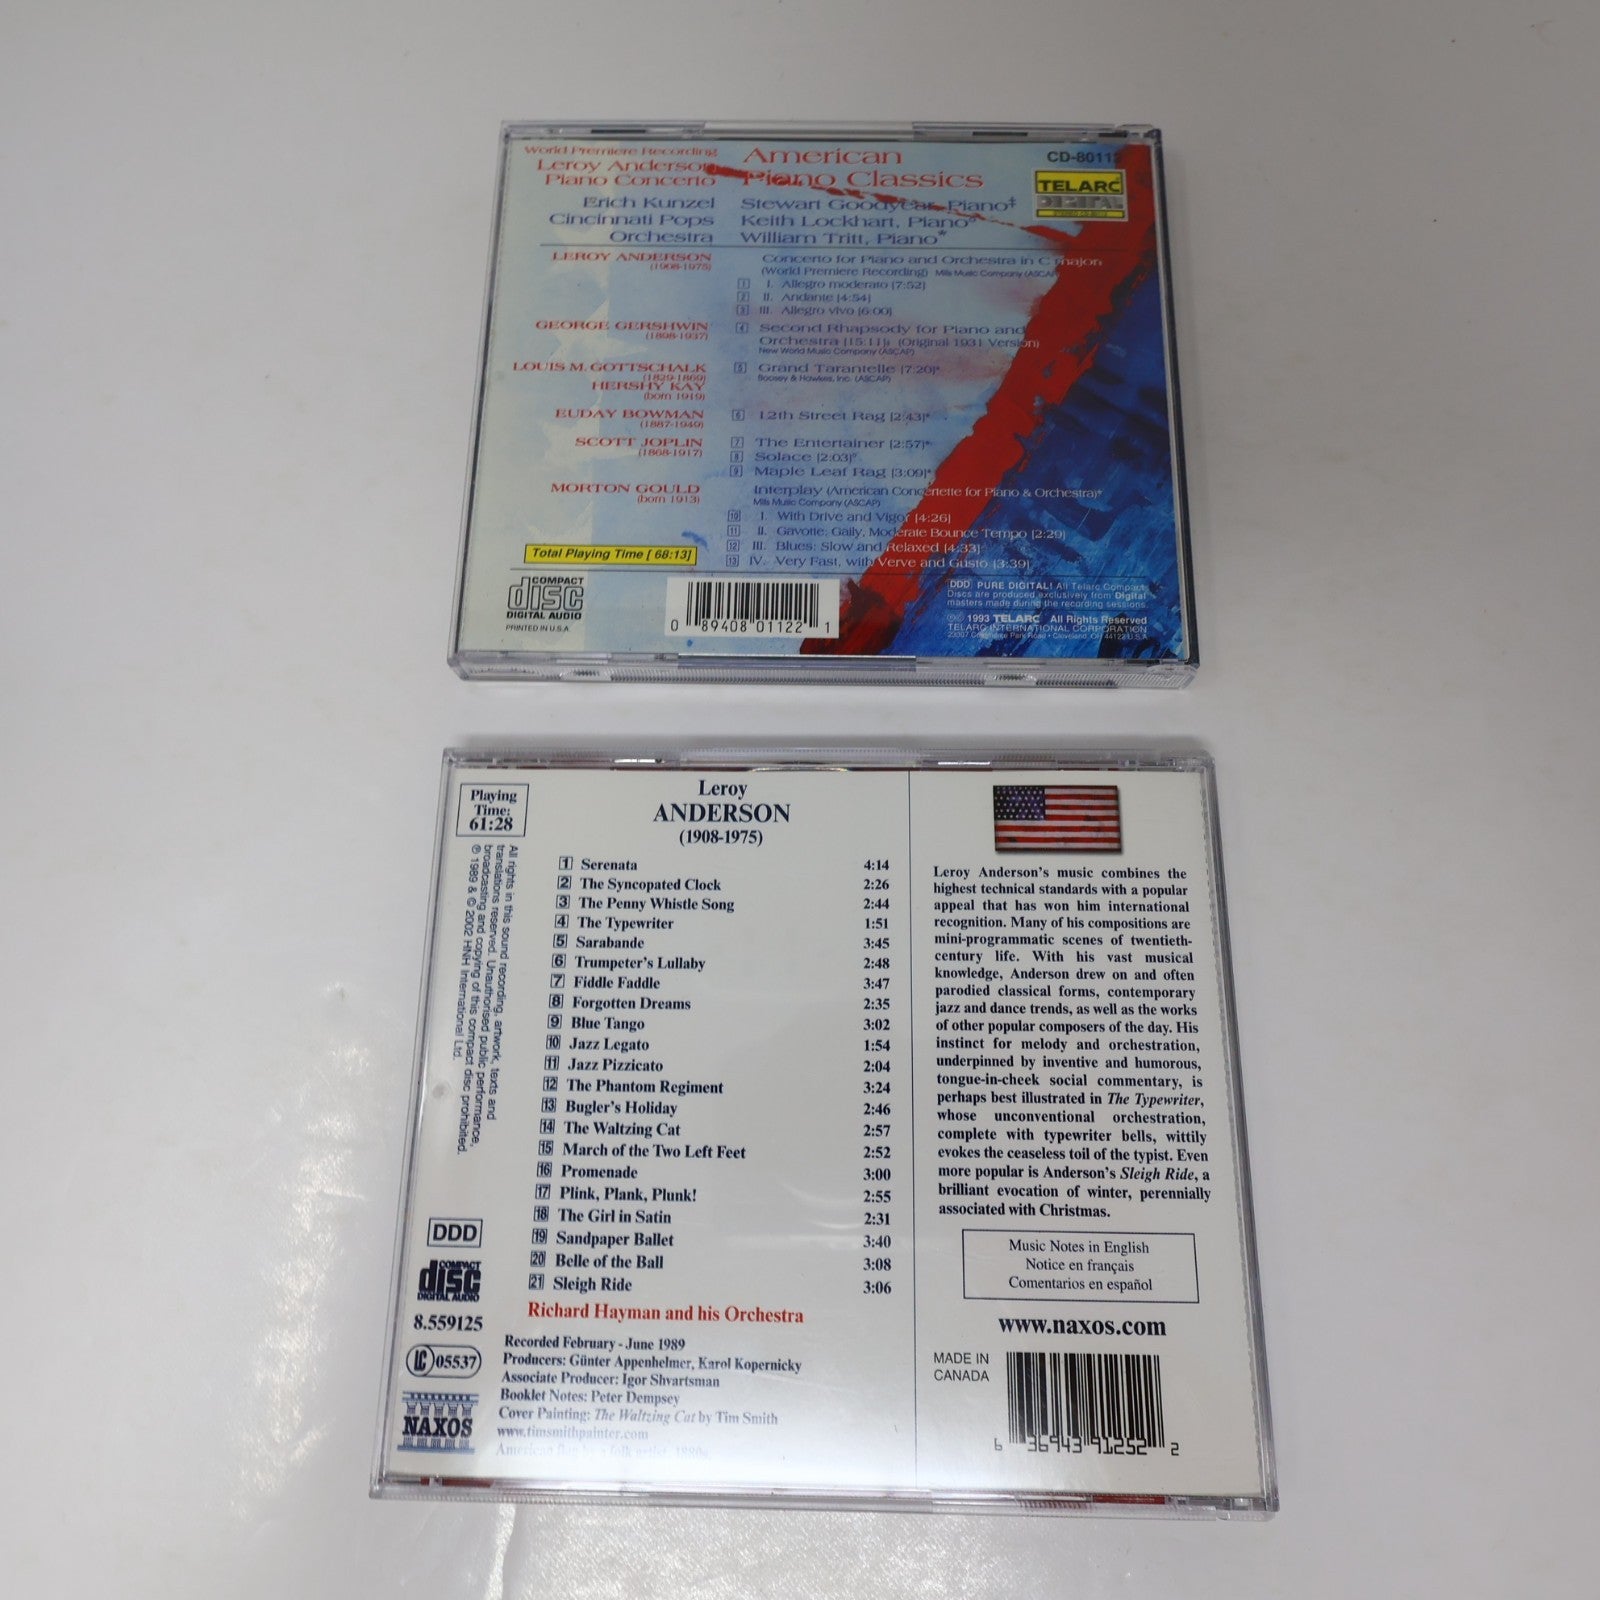 World Premiere Recording
Leroy Anderson
Piano Concerto
American
Piano Classics
CD-80112
TELARC
DIGITAL
Erich Kunzel
Cincinnati Pops
Orchestra
Stewart Goodyear, Piano‡
Keith Lockhart, Piano°
William Tritt, Piano*
LEROY ANDERSON
(1908-1975)
Concerto for Piano and Orchestra in C major
(World Premiere Recording) Mills Music Company (ASCAP)
1 I. Allegro moderato [7:52]
2 II. Andante [4:54]
3 III. Allegro vivo [6:00]
GEORGE GERSHWIN
(1898-1937)
4 Second Rhapsody for Piano and
Orchestra [15:11]‡ (Original 1931 Version)
New World Music Company (ASCAP)
LOUIS M. GOTTSCHALK
(1829-1869)
HERSHY KAY
(born 1919)
5 Grand Tarantelle [7:20]*
Boosey & Hawkes, Inc. (ASCAP)
EUDAY BOWMAN
(1887-1949)
6 12th Street Rag [2:43]*
SCOTT JOPLIN
(1868-1917)
7 The Entertainer [2:57]*
8 Solace [2:03]°
9 Maple Leaf Rag [3:09]*
MORTON GOULD
(born 1913)
Interplay (American Concertette for Piano & Orchestra)*
Mills Music Company (ASCAP)
10 I. With Drive and Vigor [4:26]
11 II. Gavotte: Gaily, Moderate Bounce Tempo [2:29]
12 III. Blues: Slow and Relaxed [4:33]
13 IV. Very Fast, with Verve and Gusto [3:39]
Total Playing Time [ 68:13]
COMPACT
disc
DIGITAL AUDIO
PRINTED IN U.S.A.
0 89408 01122 1
DDD PURE DIGITAL! All Telarc Compact
Discs are produced exclusively from Digital
masters made during the recording sessions.
℗© 1993 TELARC All Rights Reserved
TELARC INTERNATIONAL CORPORATION
23307 Commerce Park Road • Cleveland, OH 44122 U.S.A.
Playing
Time:
61:28
All rights in this sound recording, artwork, texts and
translations reserved. Unauthorised public performance,
broadcasting and copying of this compact disc prohibited.
℗ 1989 & © 2002 HNH International Ltd.
DDD
COMPACT
disc
DIGITAL AUDIO
8.559125
LC 05537
NAXOS
Leroy
ANDERSON
(1908-1975)
1 Serenata 4:14
2 The Syncopated Clock 2:26
3 The Penny Whistle Song 2:44
4 The Typewriter 1:51
5 Sarabande 3:45
6 Trumpeter's Lullaby 2:48
7 Fiddle Faddle 3:47
8 Forgotten Dreams 2:35
9 Blue Tango 3:02
10 Jazz Legato 1:54
11 Jazz Pizzicato 2:04
12 The Phantom Regiment 3:24
13 Bugler's Holiday 2:46
14 The Waltzing Cat 2:57
15 March of the Two Left Feet 2:52
16 Promenade 3:00
17 Plink, Plank, Plunk! 2:55
18 The Girl in Satin 2:31
19 Sandpaper Ballet 3:40
20 Belle of the Ball 3:08
21 Sleigh Ride 3:06
Richard Hayman and his Orchestra
Recorded February - June 1989
Producers: Günter Appenhelmer, Karol Kopernicky
Associate Producer: Igor Shvartsman
Booklet Notes: Peter Dempsey
Cover Painting: The Waltzing Cat by Tim Smith
www.timsmithpainter.com
American flag by a folk artist, 1880s
Leroy Anderson's music combines the
highest technical standards with a popular
appeal that has won him international
recognition. Many of his compositions are
mini-programmatic scenes of twentieth-
century life. With his vast musical
knowledge, Anderson drew on and often
parodied classical forms, contemporary
jazz and dance trends, as well as the works
of other popular composers of the day. His
instinct for melody and orchestration,
underpinned by inventive and humorous,
tongue-in-cheek social commentary, is
perhaps best illustrated in The Typewriter,
whose unconventional orchestration,
complete with typewriter bells, wittily
evokes the ceaseless toil of the typist. Even
more popular is Anderson's Sleigh Ride, a
brilliant evocation of winter, perennially
associated with Christmas.
Music Notes in English
Notice en français
Comentarios en español
www.naxos.com
MADE IN
CANADA
6 36943 91252 2